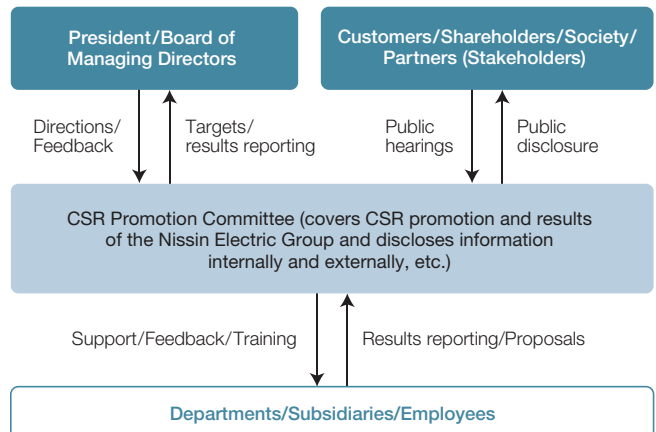 President/Board of
Managing Directors
Customers/Shareholders/Society/
Partners (Stakeholders)
Directions/
Feedback
Targets/
results reporting
Public
hearings
Public
disclosure
CSR Promotion Committee (covers CSR promotion and results
of the Nissin Electric Group and discloses information
internally and externally, etc.)
Support/Feedback/Training
Results reporting/Proposals
Departments/Subsidiaries/Employees